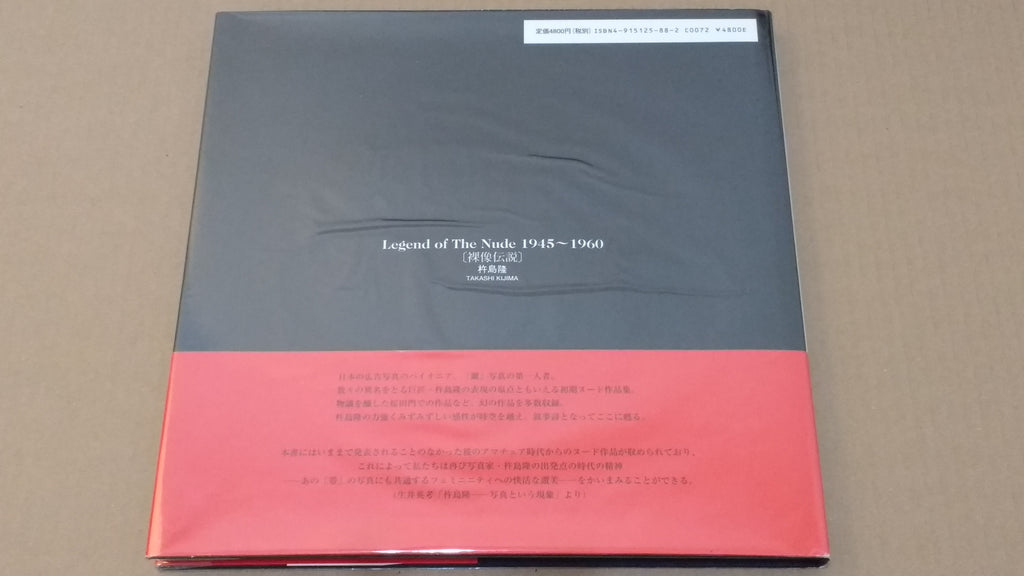 定価4800円(税別) ISBN4-915125-88-2 C0072 ¥4800E
Legend of The Nude 1945~1960
〔裸像伝説〕
杵島隆
TAKASHI KIJIMA
日本の広告写真のパイオニア、「蘭」写真の第一人者。
数々の異名をとる巨匠・杵島隆の表現の原点ともいえる初期ヌード作品集。
物議を醸した桜田門での作品など、幻の作品を多数収録。
杵島隆の力強くみずみずしい感性が時空を越え、叙事詩となってここに甦る。
本書にはいままで発表されることのなかった彼のアマチュア時代からのヌード作品が収められており、
これによって私たちは再び写真家・杵島隆の出発点の時代の精神
——あの「蘭」の写真にも共通するフェミニニティへの快活な讃美——をかいまみることができる。
(生井英考「杵島隆——写真という現象」より)